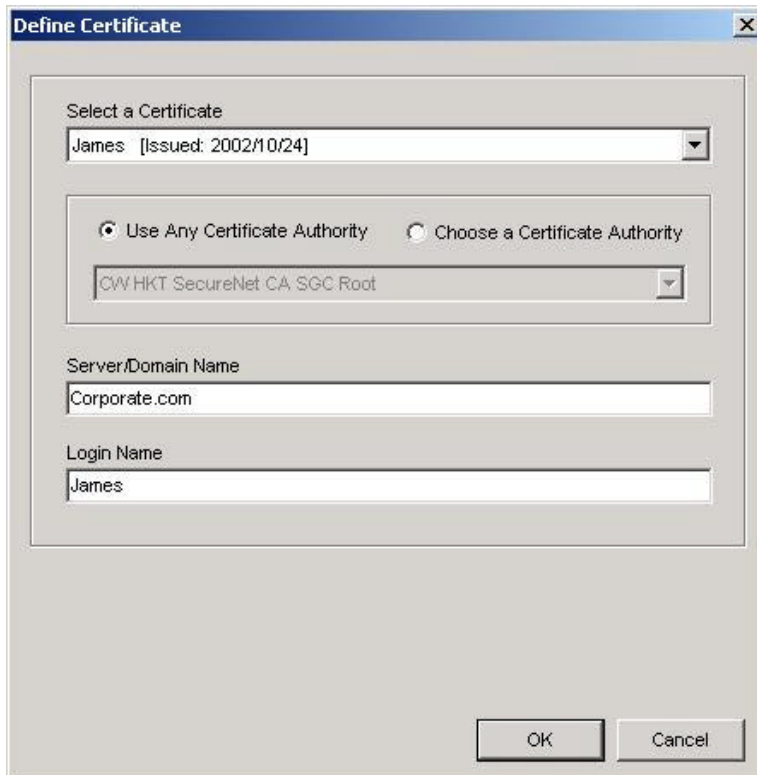 Define Certificate
Select a Certificate
James [Issued: 2002/10/24]
Use Any Certificate Authority Choose a Certificate Authority
CW HKT SecureNet CA SGC Root
Server/Domain Name
Corporate.com
Login Name
James
OK Cancel